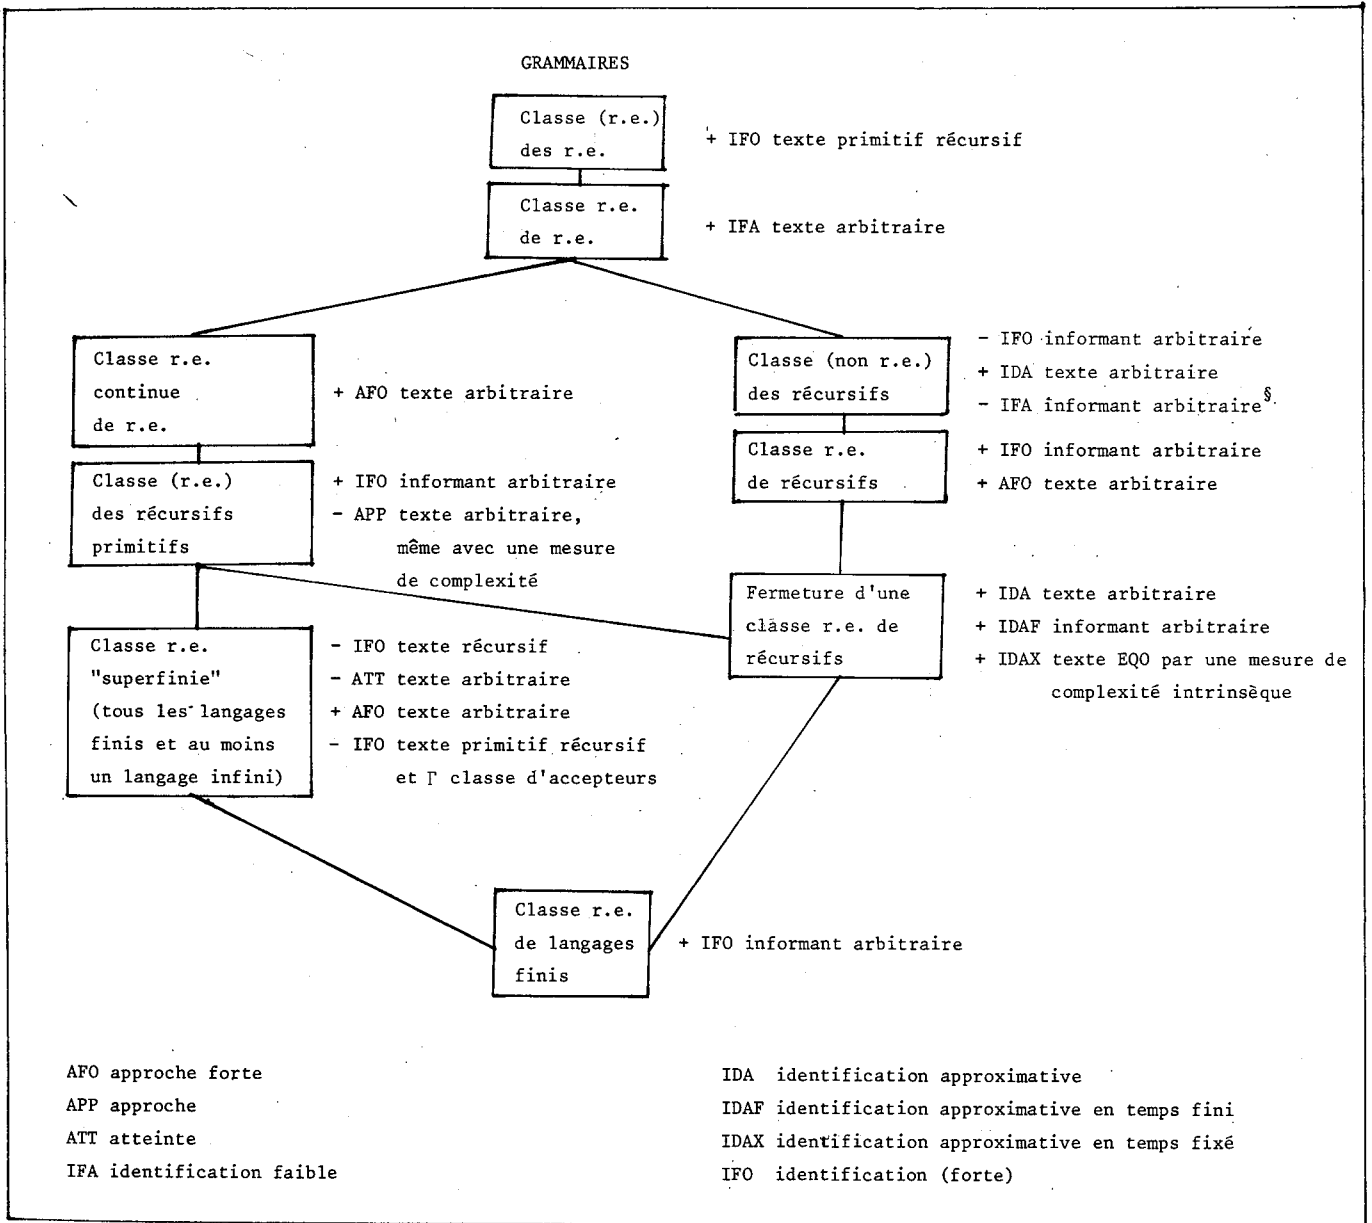 GRAMMAIRES
Classe (r.e.)
des r.e.
+ IFO texte primitif récursif
Classe r.e.
de r.e.
+ IFA texte arbitraire
Classe r.e.
continue
de r.e.
+ AFO texte arbitraire
Classe (non r.e.)
des récursifs
- IFO informant arbitraire
+ IDA texte arbitraire
- IFA informant arbitraire§
Classe (r.e.)
des récursifs
primitifs
+ IFO informant arbitraire
- APP texte arbitraire,
même avec une mesure
de complexité
Classe r.e.
de récursifs
+ IFO informant arbitraire
+ AFO texte arbitraire
Fermeture d'une
classe r.e. de
récursifs
+ IDA texte arbitraire
+ IDAF informant arbitraire
+ IDAX texte EQO par une mesure de
complexité intrinsèque
Classe r.e.
"superfinie"
(tous les langages
finis et au moins
un langage infini)
- IFO texte récursif
- ATT texte arbitraire
+ AFO texte arbitraire
- IFO texte primitif récursif
et Γ classe d'accepteurs
Classe r.e.
de langages
finis
+ IFO informant arbitraire
AFO approche forte
APP approche
ATT atteinte
IFA identification faible
IDA identification approximative
IDAF identification approximative en temps fini
IDAX identification approximative en temps fixé
IFO identification (forte)